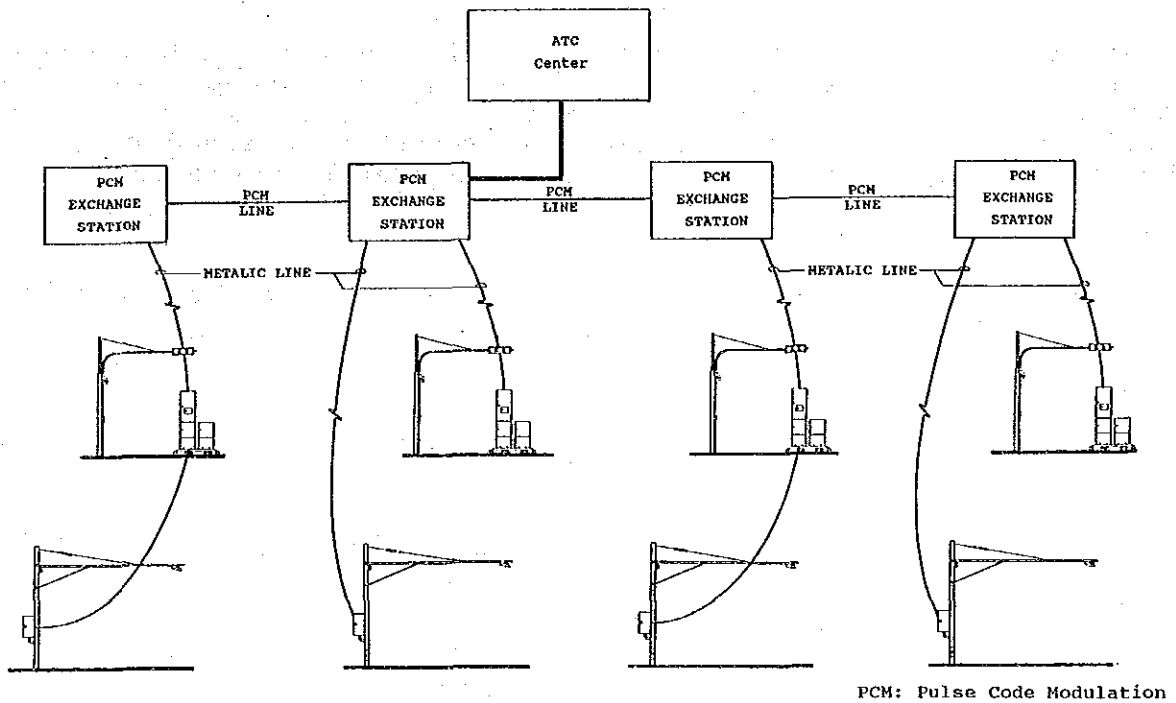 ATC
Center
PCM
EXCHANGE
STATION
PCM
LINE
PCM
EXCHANGE
STATION
PCM
LINE
PCM
EXCHANGE
STATION
PCM
LINE
PCM
EXCHANGE
STATION
METALIC LINE
METALIC LINE
PCM: Pulse Code Modulation